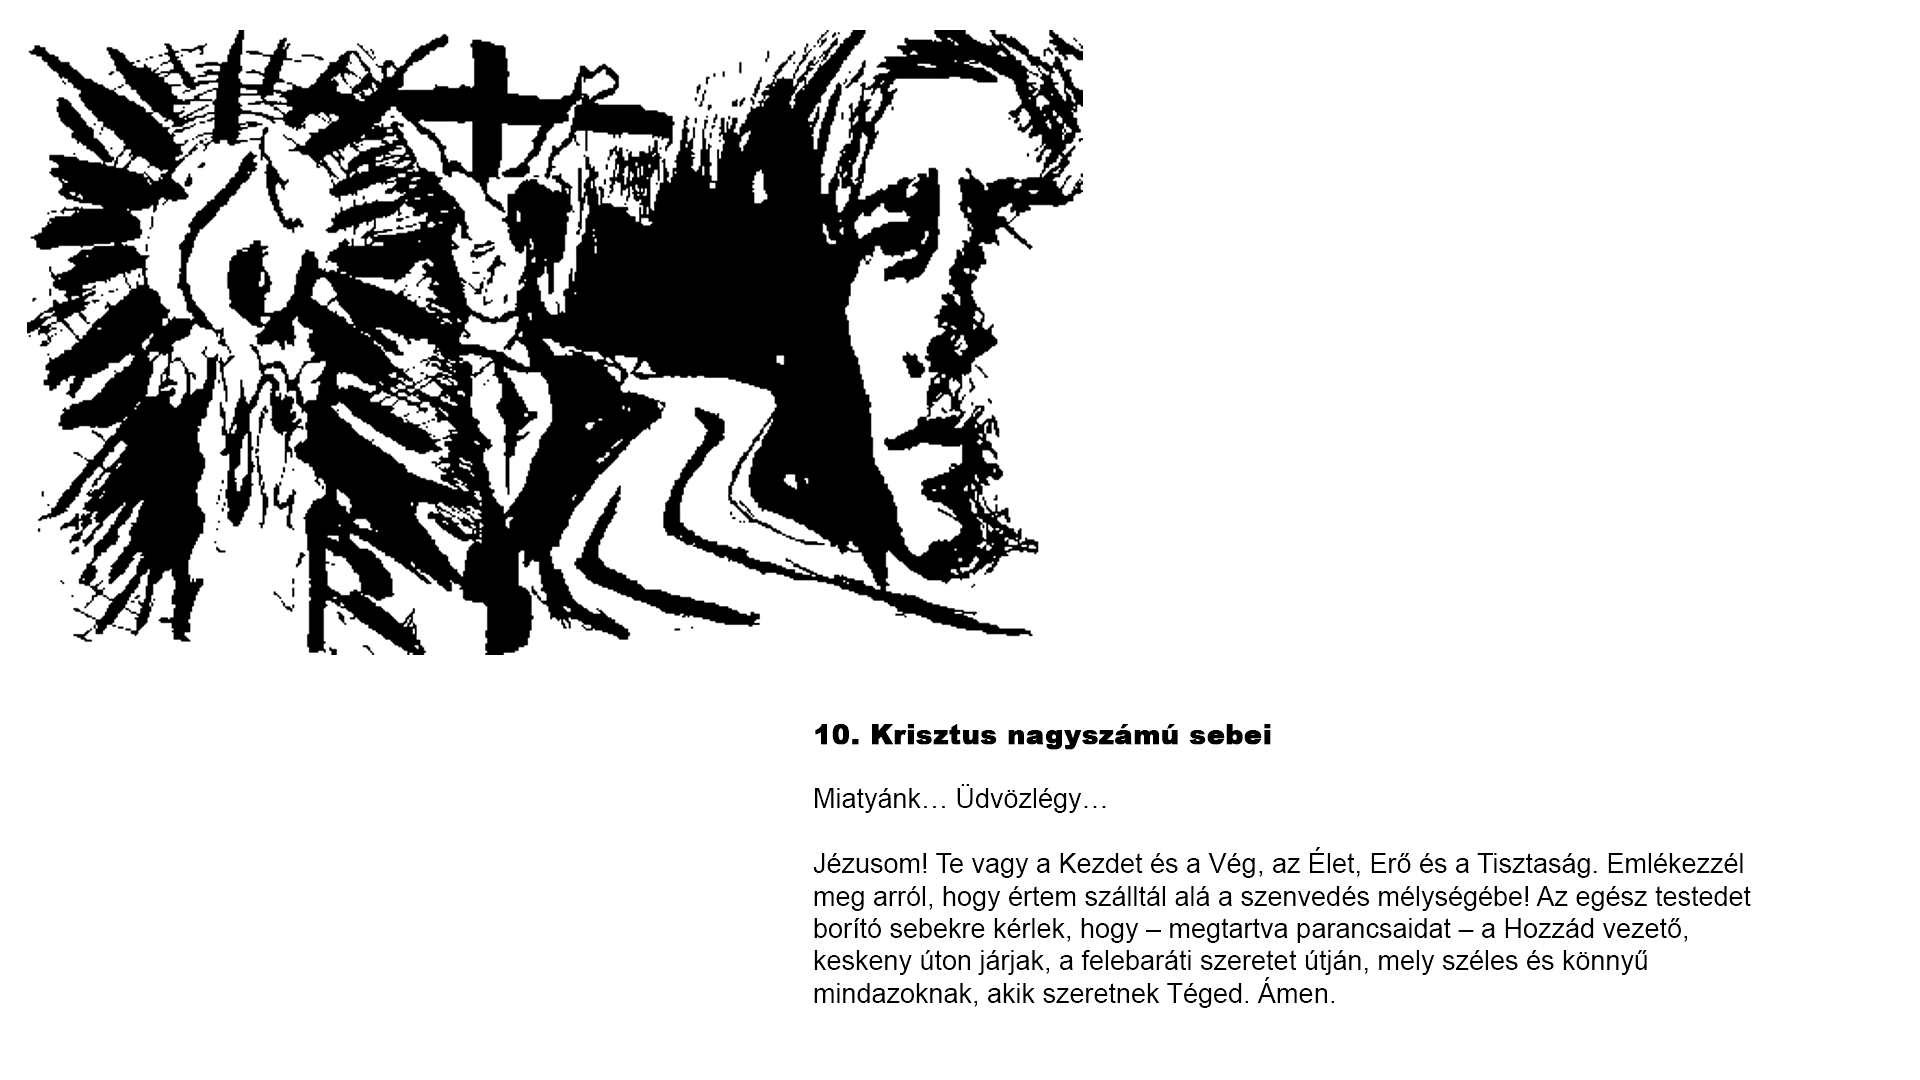 10. Krisztus nagyszámú sebei
Miatyánk… Üdvözlégy…
Jézusom! Te vagy a Kezdet és a Vég, az Élet, Erő és a Tisztaság. Emlékezzél
meg arról, hogy értem szálltál alá a szenvedés mélységébe! Az egész testedet
borító sebekre kérlek, hogy – megtartva parancsaidat – a Hozzád vezető,
keskeny úton járjak, a felebaráti szeretet útján, mely széles és könnyű
mindazoknak, akik szeretnek Téged. Ámen.